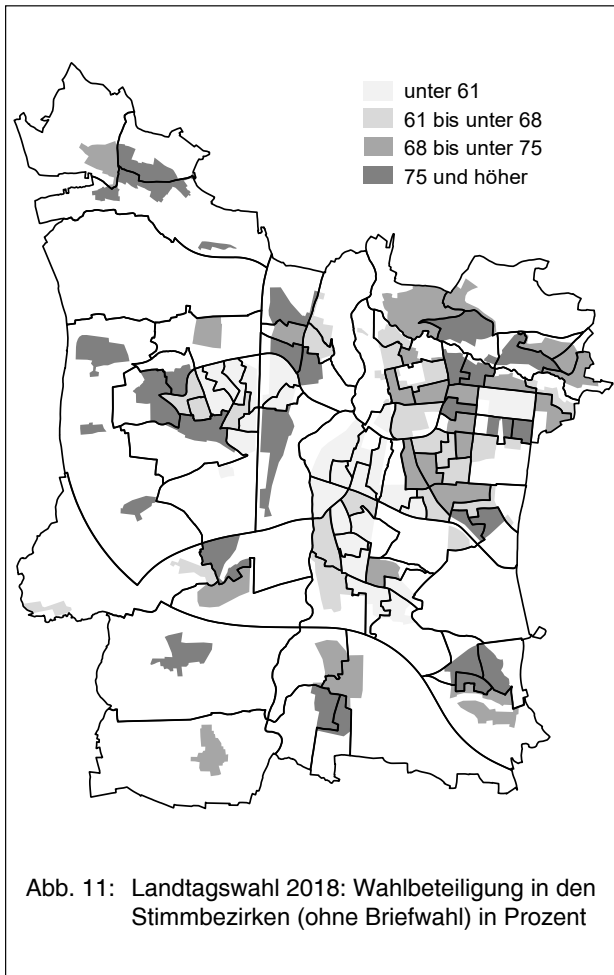 unter 61
61 bis unter 68
68 bis unter 75
75 und höher
Abb. 11: Landtagswahl 2018: Wahlbeteiligung in den
Stimmbezirken (ohne Briefwahl) in Prozent